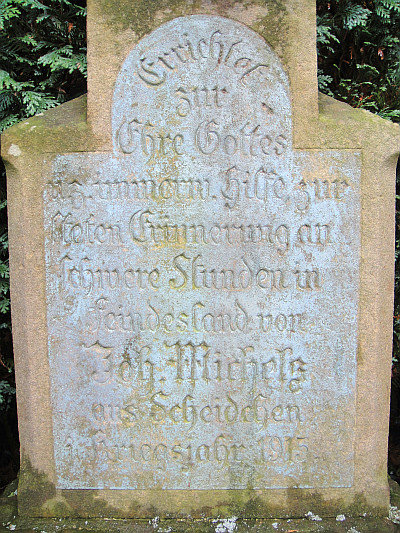 Errichtet
zur
Ehre Gottes
u. z. immerw. Hilfe, zur
steten Erinnerung an
schwere Stunden in
Feindesland von
Joh. Michels
aus Scheidchen
i. Kriegsjahr 1915